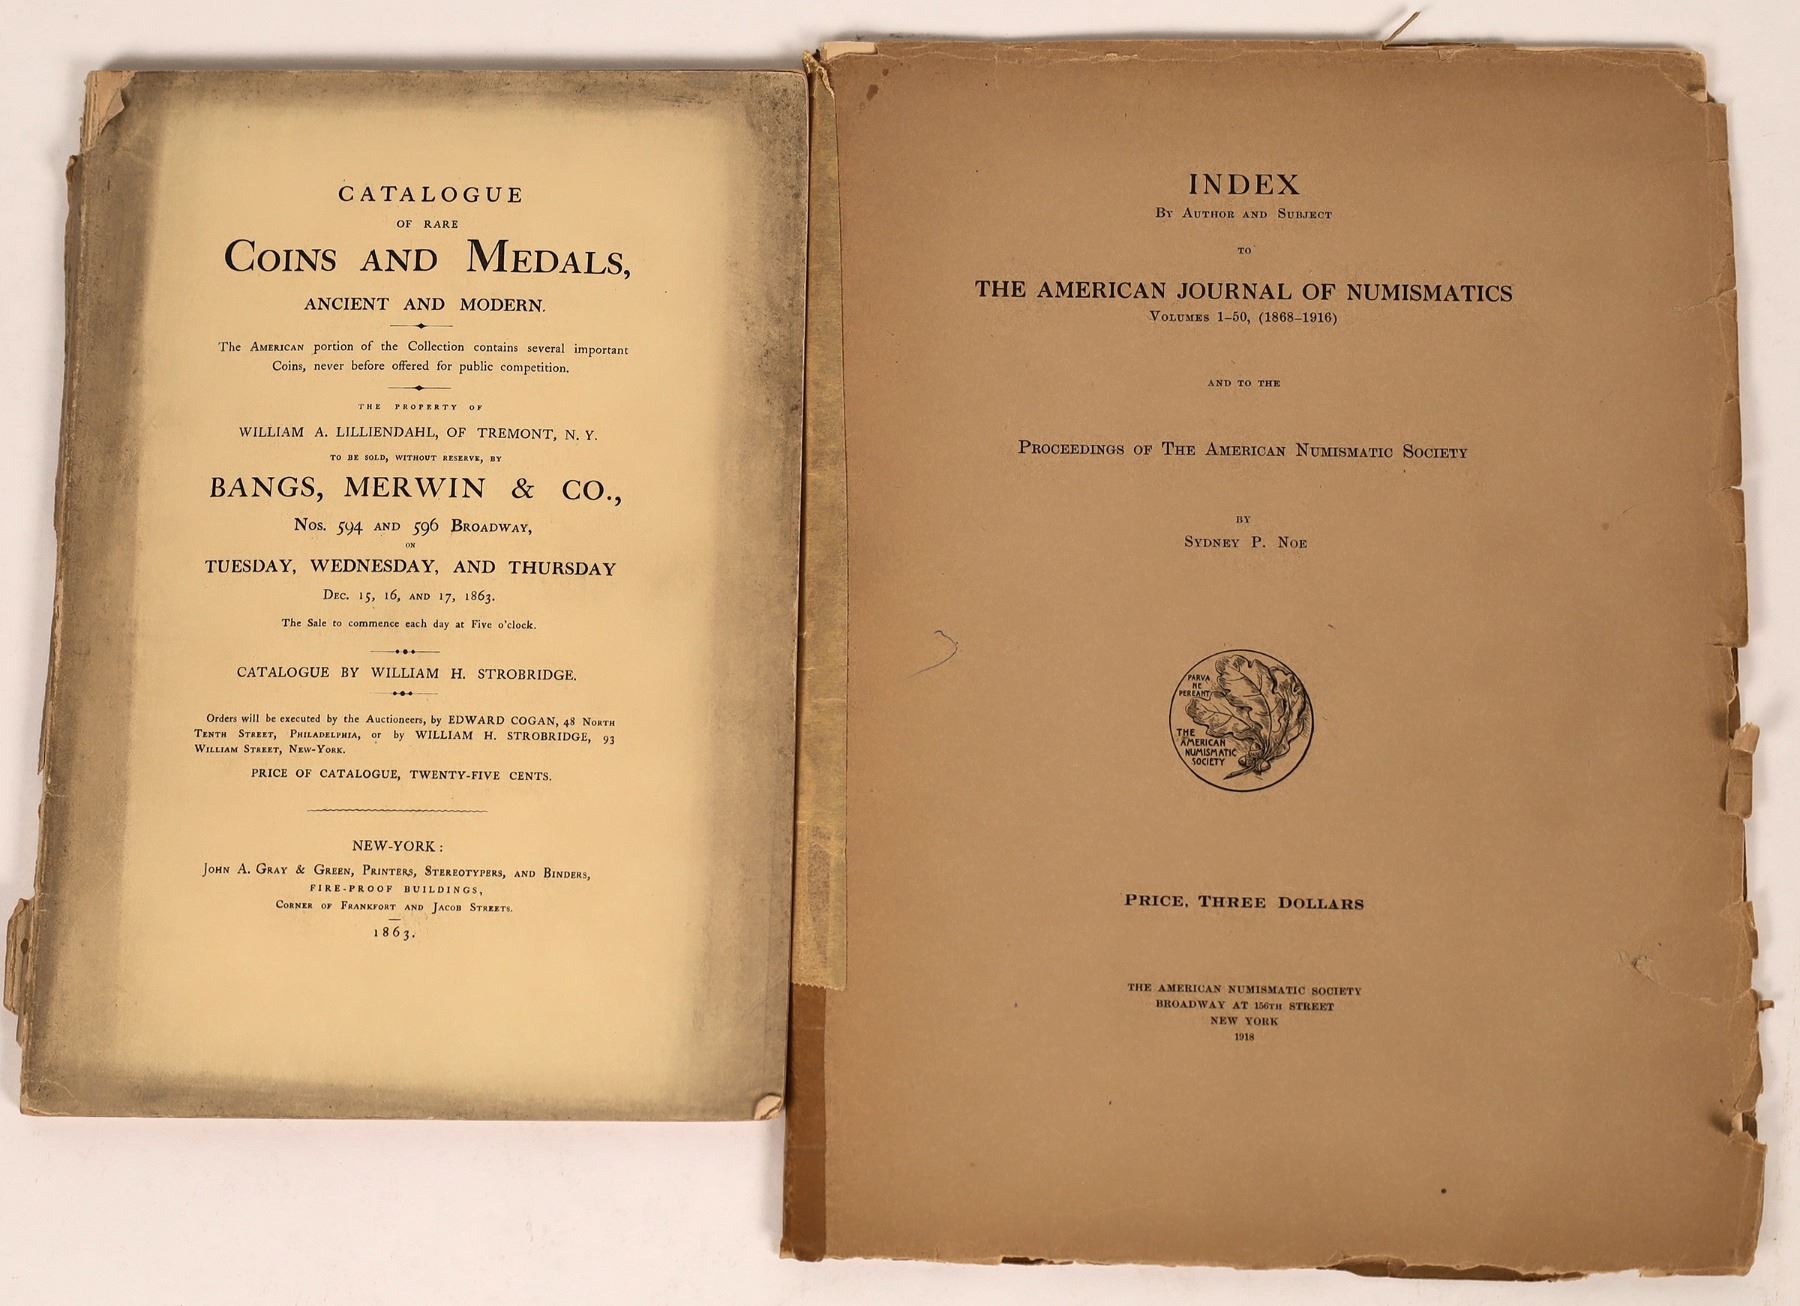 CATALOGUE
OF RARE
COINS AND MEDALS,
ANCIENT AND MODERN.
The AMERICAN portion of the Collection contains several important
Coins, never before offered for public competition.
THE PROPERTY OF
WILLIAM A. LILLIENDAHL, OF TREMONT, N. Y.
TO BE SOLD, WITHOUT RESERVE, BY
BANGS, MERWIN & CO.,
Nos. 594 AND 596 BROADWAY,
ON
TUESDAY, WEDNESDAY, AND THURSDAY
DEC. 15, 16, AND 17, 1863.
The Sale to commence each day at Five o'clock.
CATALOGUE BY WILLIAM H. STROBRIDGE.
Orders will be executed by the Auctioneers, by EDWARD COGAN, 48 NORTH
TENTH STREET, PHILADELPHIA, or by WILLIAM H. STROBRIDGE, 93
WILLIAM STREET, NEW-YORK.
PRICE OF CATALOGUE, TWENTY-FIVE CENTS.
NEW-YORK:
JOHN A. GRAY & GREEN, PRINTERS, STEREOTYPERS, AND BINDERS,
FIRE-PROOF BUILDINGS,
CORNER OF FRANKFORT AND JACOB STREETS.
1863.
INDEX
BY AUTHOR AND SUBJECT
TO
THE AMERICAN JOURNAL OF NUMISMATICS
VOLUMES 1-50, (1868-1916)
AND TO THE
PROCEEDINGS OF THE AMERICAN NUMISMATIC SOCIETY
BY
SYDNEY P. NOE
PARVA
NE
PEREANT
THE
AMERICAN
NUMISMATIC
SOCIETY
PRICE, THREE DOLLARS
THE AMERICAN NUMISMATIC SOCIETY
BROADWAY AT 156TH STREET
NEW YORK
1918